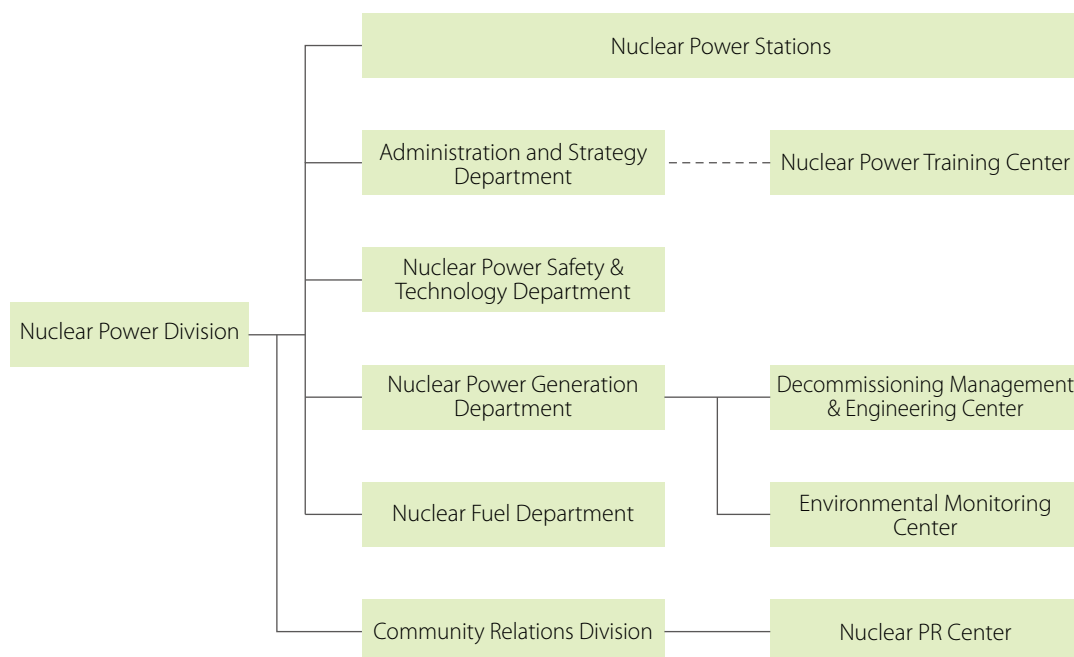 Nuclear Power Stations
Administration and Strategy
Department
Nuclear Power Training Center
Nuclear Power Safety &
Technology Department
Nuclear Power Division
Nuclear Power Generation
Department
Decommissioning Management
& Engineering Center
Nuclear Fuel Department
Environmental Monitoring
Center
Community Relations Division
Nuclear PR Center